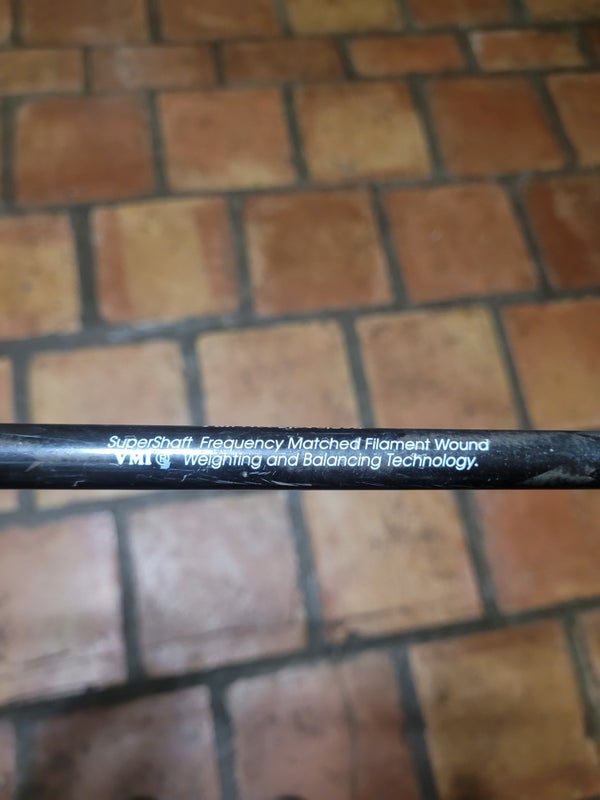 SuperShaft Frequency Matched Filament Wound
VMI ® Weighting and Balancing Technology.